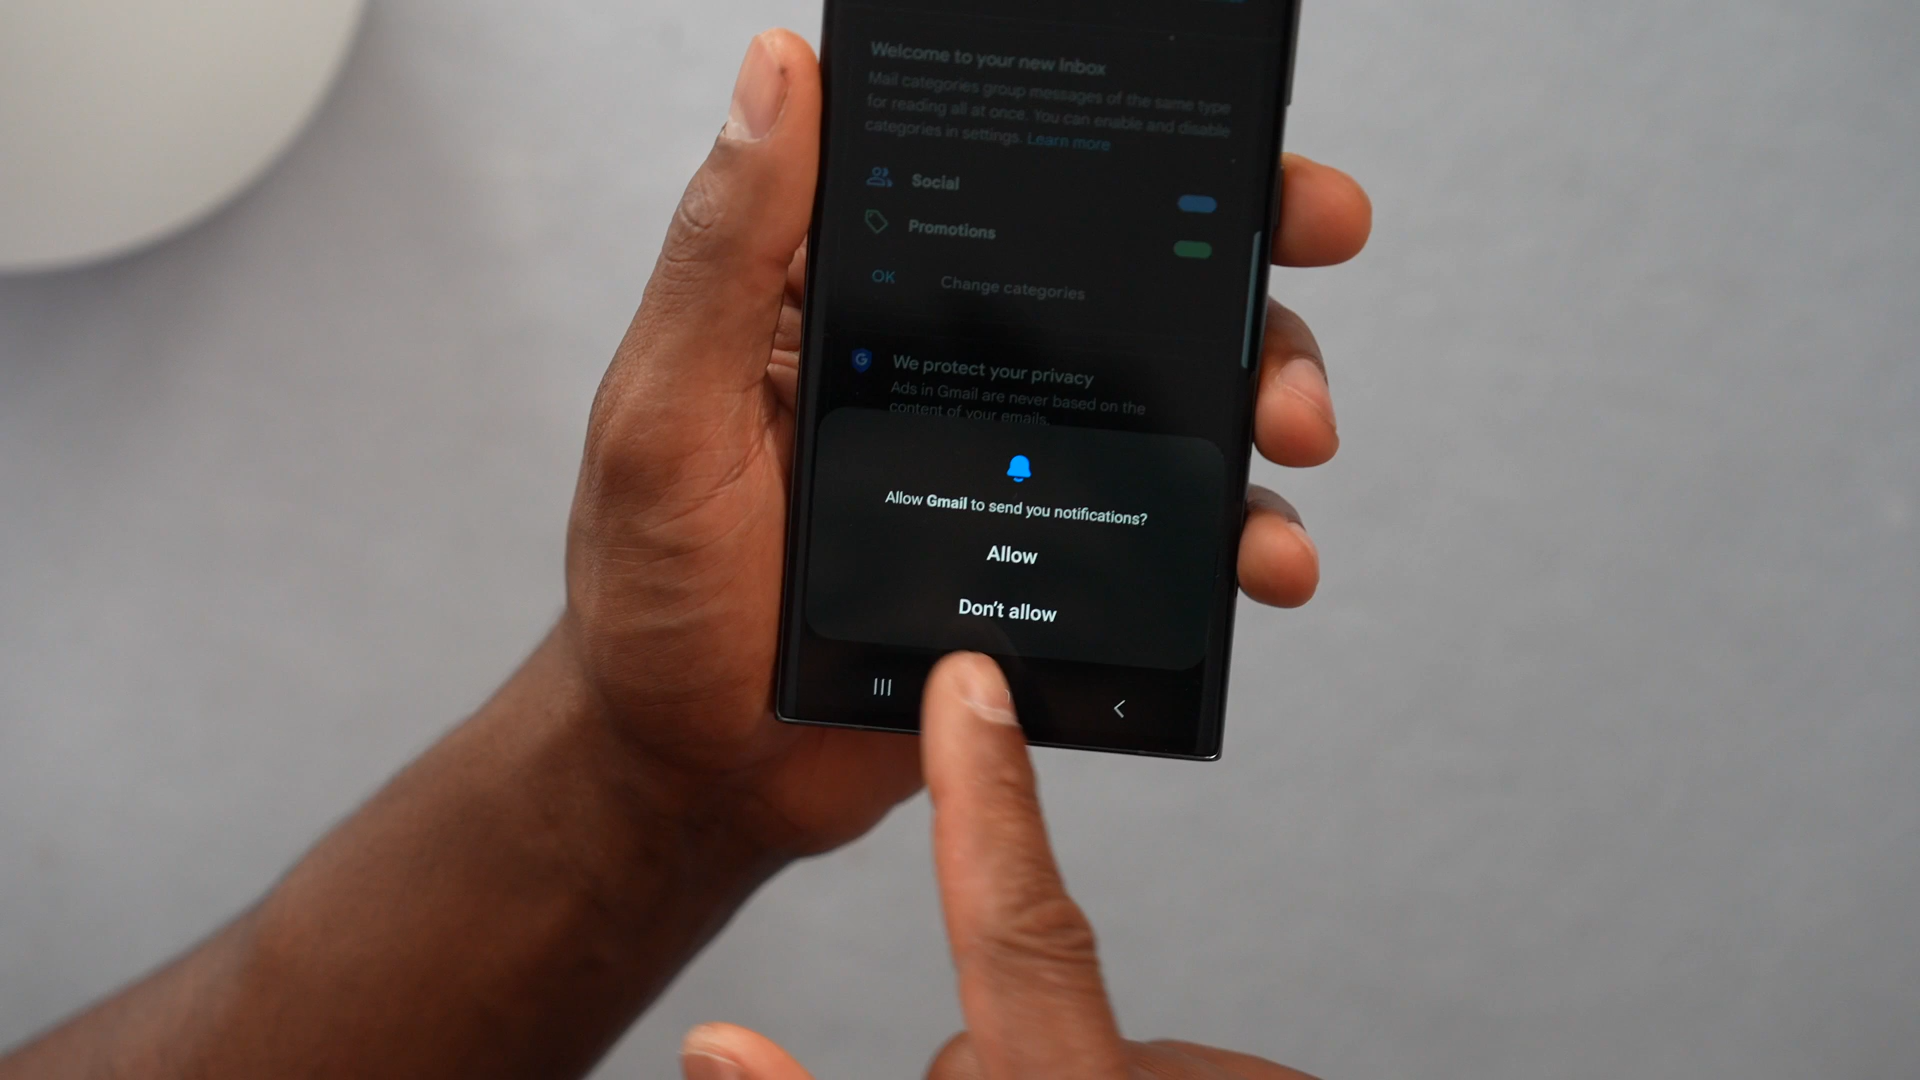 Welcome to your new Inbox
Mail categories group messages of the same type
for reading all at once. You can enable and disable
categories in settings. Learn more
Social
Promotions
OK Change categories
We protect your privacy
Ads in Gmail are never based on the
content of your emails.
Allow Gmail to send you notifications?
Allow
Don't allow